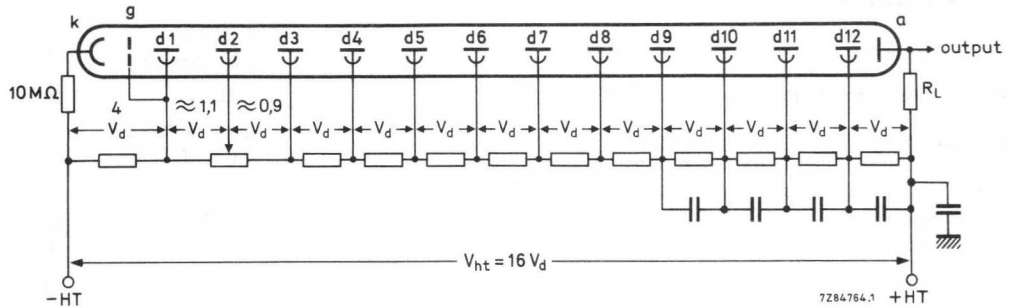 k g a
d1 d2 d3 d4 d5 d6 d7 d8 d9 d10 d11 d12
output
10 MΩ
R_L
4 ≈1,1 ≈0,9
V_d V_d V_d V_d V_d V_d V_d V_d V_d V_d V_d V_d V_d
V_ht = 16 V_d
−HT
7Z84764.1
+HT